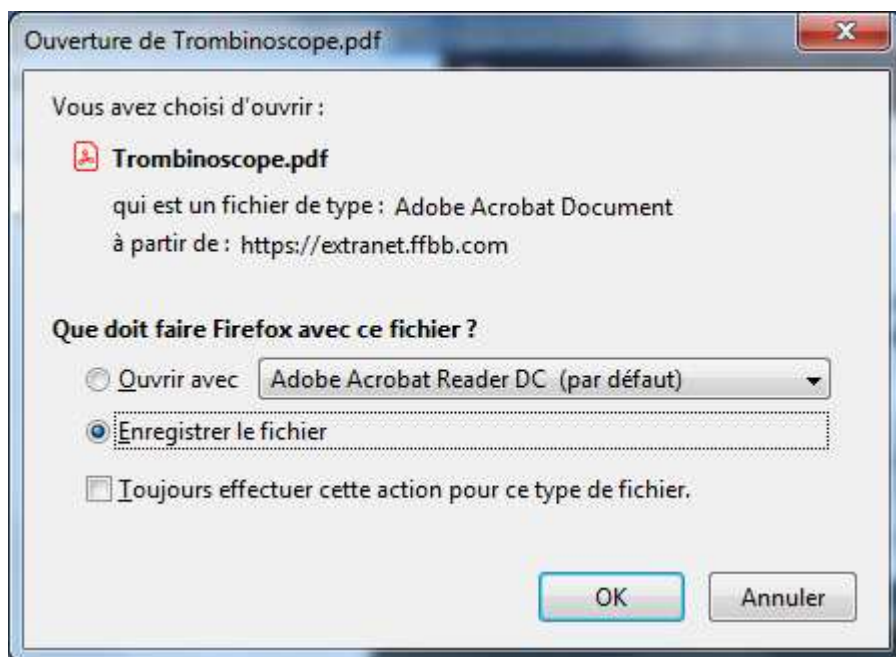 Ouverture de Trombinoscope.pdf
Vous avez choisi d'ouvrir :
Trombinoscope.pdf
qui est un fichier de type : Adobe Acrobat Document
à partir de : https://extranet.ffbb.com
Que doit faire Firefox avec ce fichier ?
Ouvrir avec Adobe Acrobat Reader DC (par défaut)
Enregistrer le fichier
Toujours effectuer cette action pour ce type de fichier.
OK Annuler